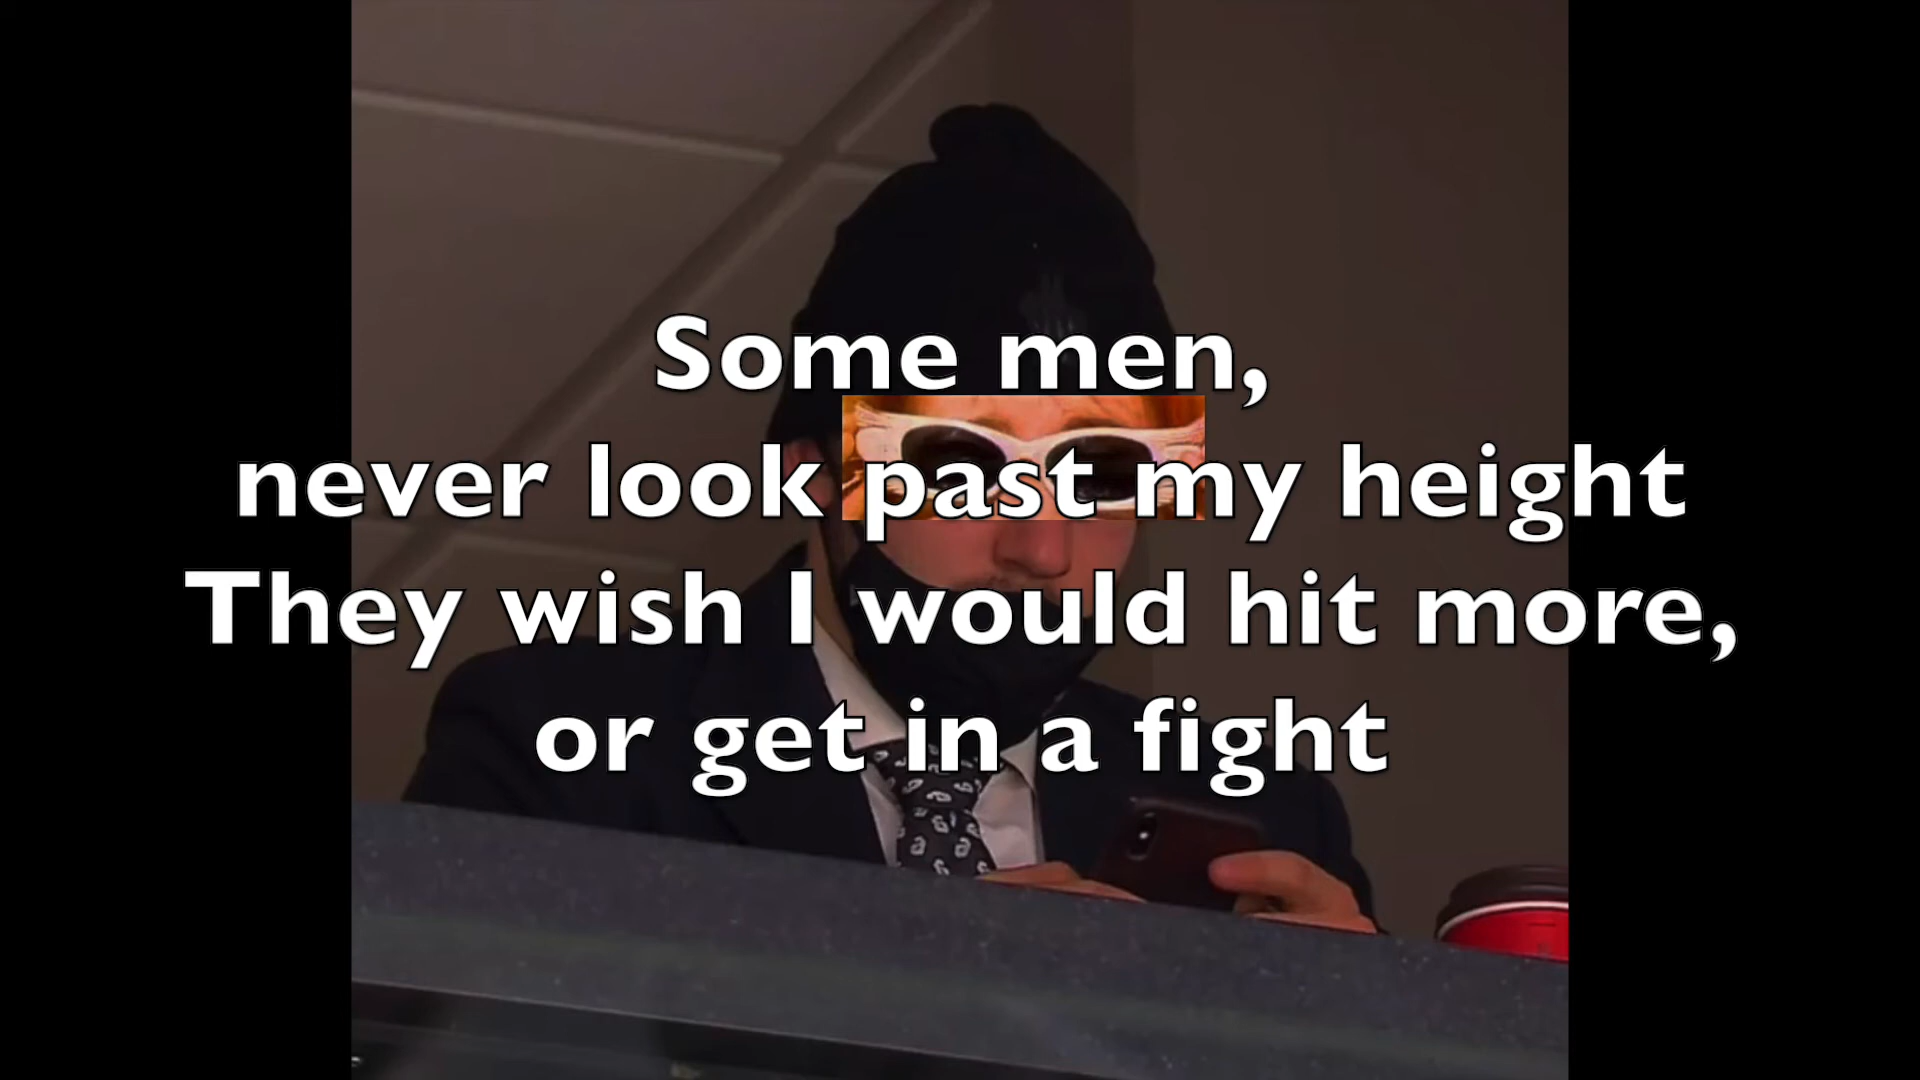 Some men,
never look past my height
They wish I would hit more,
or get in a fight